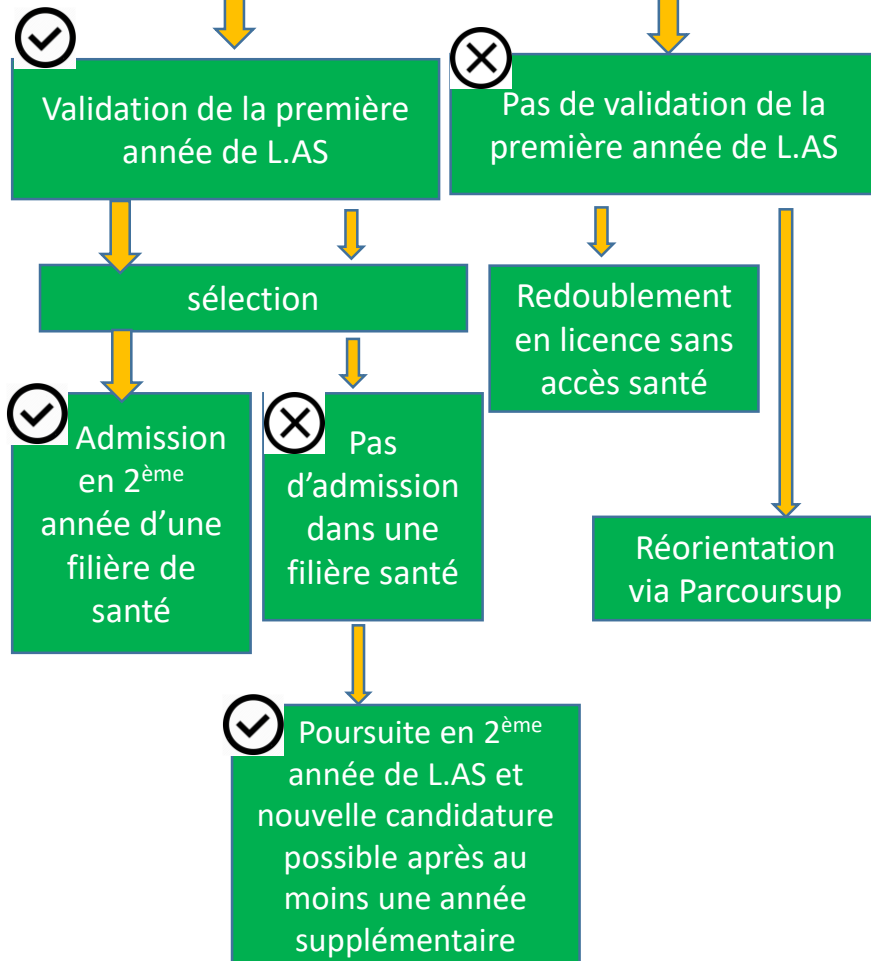 Validation de la première
année de L.AS
Pas de validation de la
première année de L.AS
sélection
Redoublement
en licence sans
accès santé
Admission
en 2ème
année d’une
filière de
santé
Pas
d’admission
dans une
filière santé
Réorientation
via Parcoursup
Poursuite en 2ème
année de L.AS et
nouvelle candidature
possible après au
moins une année
supplémentaire